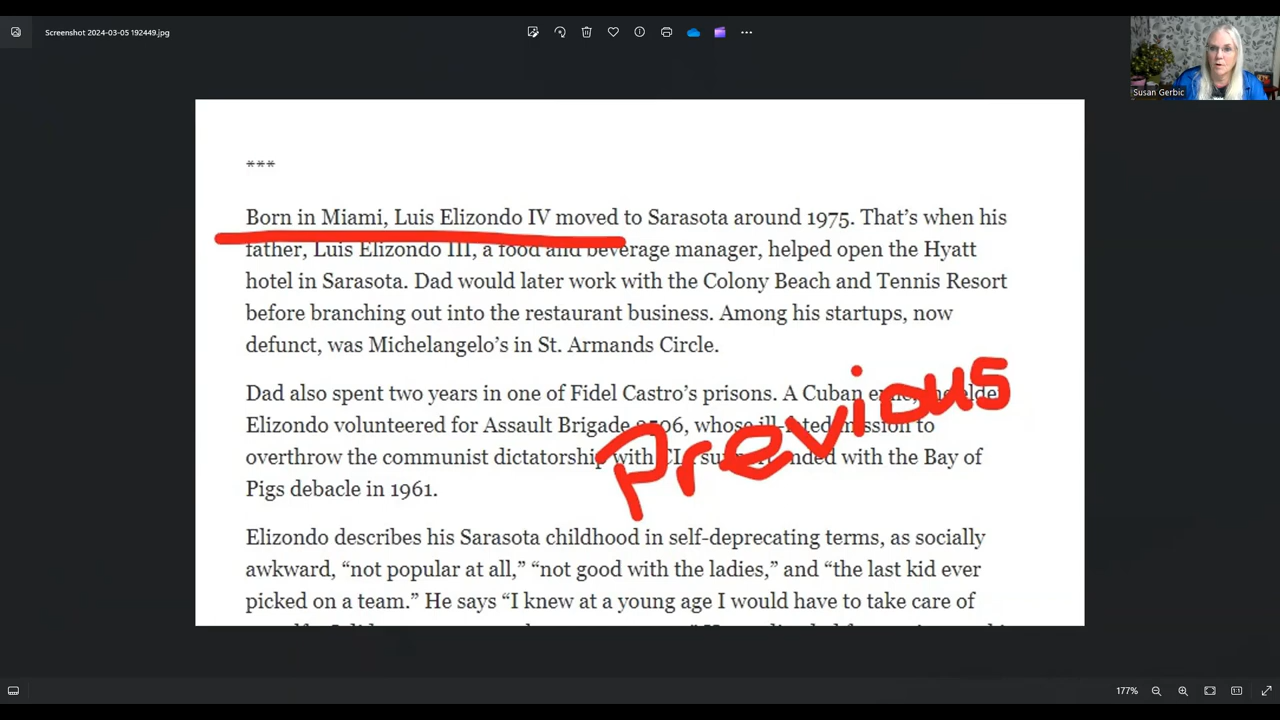 Screenshot 2024-03-05 192449.jpg
Susan Gerbic
***
Born in Miami, Luis Elizondo IV moved to Sarasota around 1975. That’s when his
father, Luis Elizondo III, a food and beverage manager, helped open the Hyatt
hotel in Sarasota. Dad would later work with the Colony Beach and Tennis Resort
before branching out into the restaurant business. Among his startups, now
defunct, was Michelangelo’s in St. Armands Circle.
Dad also spent two years in one of Fidel Castro’s prisons. A Cuban
Elizondo volunteered for Assault Brigade 2506, whose ill-fated mission to
overthrow the communist dictatorship with CIA support ended with the Bay of
Pigs debacle in 1961.
Previous
Elizondo describes his Sarasota childhood in self-deprecating terms, as socially
awkward, “not popular at all,” “not good with the ladies,” and “the last kid ever
picked on a team.” He says “I knew at a young age I would have to take care of
177%